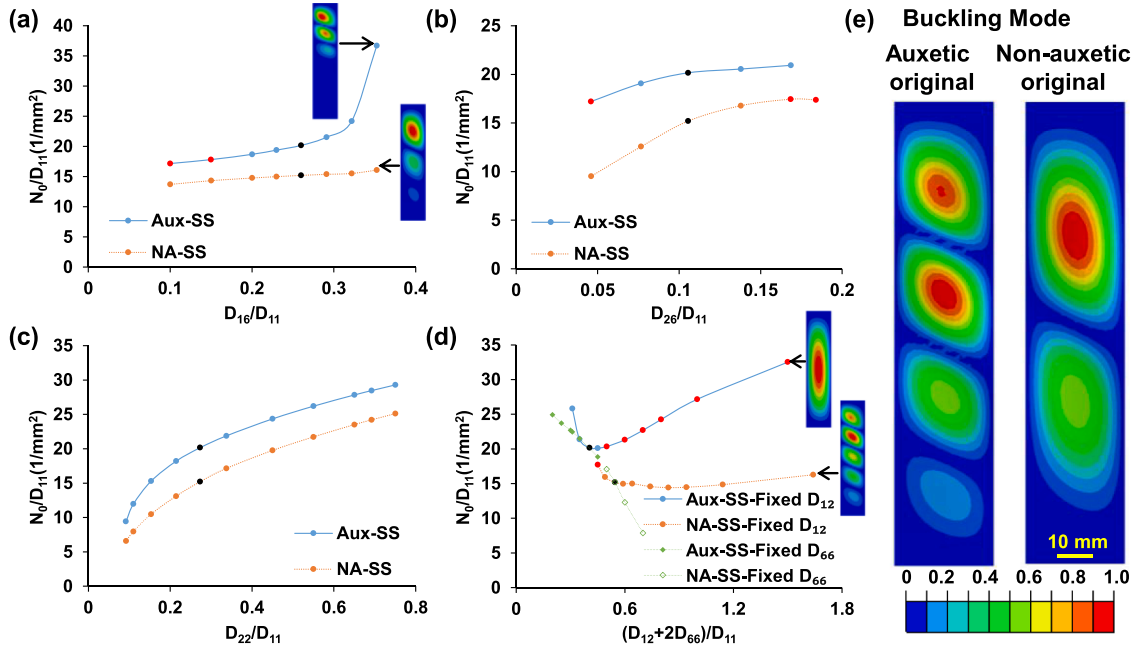 (a)
N₀/D₁₁(1/mm²)
40
35
30
25
20
15
10
5
0
Aux-SS
NA-SS
0 0.1 0.2 0.3 0.4
D₁₆/D₁₁
(b)
N₀/D₁₁(1/mm²)
25
20
15
10
5
0
Aux-SS
NA-SS
0 0.05 0.1 0.15 0.2
D₂₆/D₁₁
(c)
N₀/D₁₁(1/mm²)
35
30
25
20
15
10
5
0
Aux-SS
NA-SS
0 0.2 0.4 0.6 0.8
D₂₂/D₁₁
(d)
N₀/D₁₁(1/mm²)
35
30
25
20
15
10
5
0
Aux-SS-Fixed D₁₂
NA-SS-Fixed D₁₂
Aux-SS-Fixed D₆₆
NA-SS-Fixed D₆₆
0 0.6 1.2 1.8
(D₁₂+2D₆₆)/D₁₁
(e)
Buckling Mode
Auxetic
original
Non-auxetic
original
10 mm
0 0.2 0.4 0.6 0.8 1.0